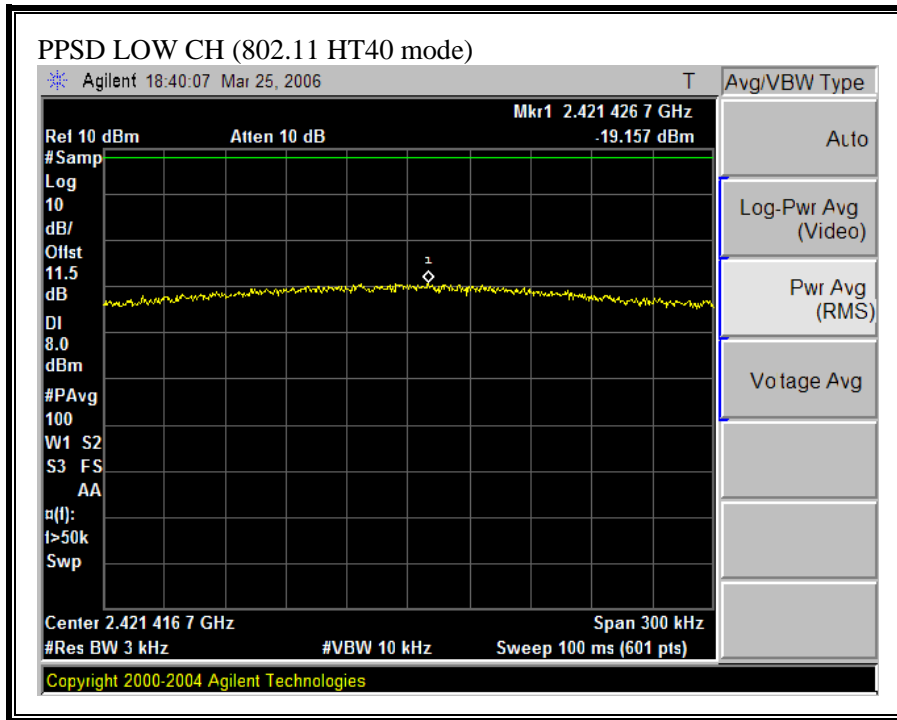 PPSD LOW CH (802.11 HT40 mode)
Agilent 18:40:07 Mar 25, 2006 T
Avg/VBW Type
Mkr1 2.421 426 7 GHz
Ref 10 dBm Atten 10 dB -19.157 dBm
#Samp
Log
10
dB/
Offst
11.5
dB
DI
8.0
dBm
#PAvg
100
W1 S2
S3 FS
AA
¤(f):
f>50k
Swp
1
Center 2.421 416 7 GHz Span 300 kHz
#Res BW 3 kHz #VBW 10 kHz Sweep 100 ms (601 pts)
Copyright 2000-2004 Agilent Technologies
Auto
Log-Pwr Avg
(Video)
Pwr Avg
(RMS)
Vo tage Avg